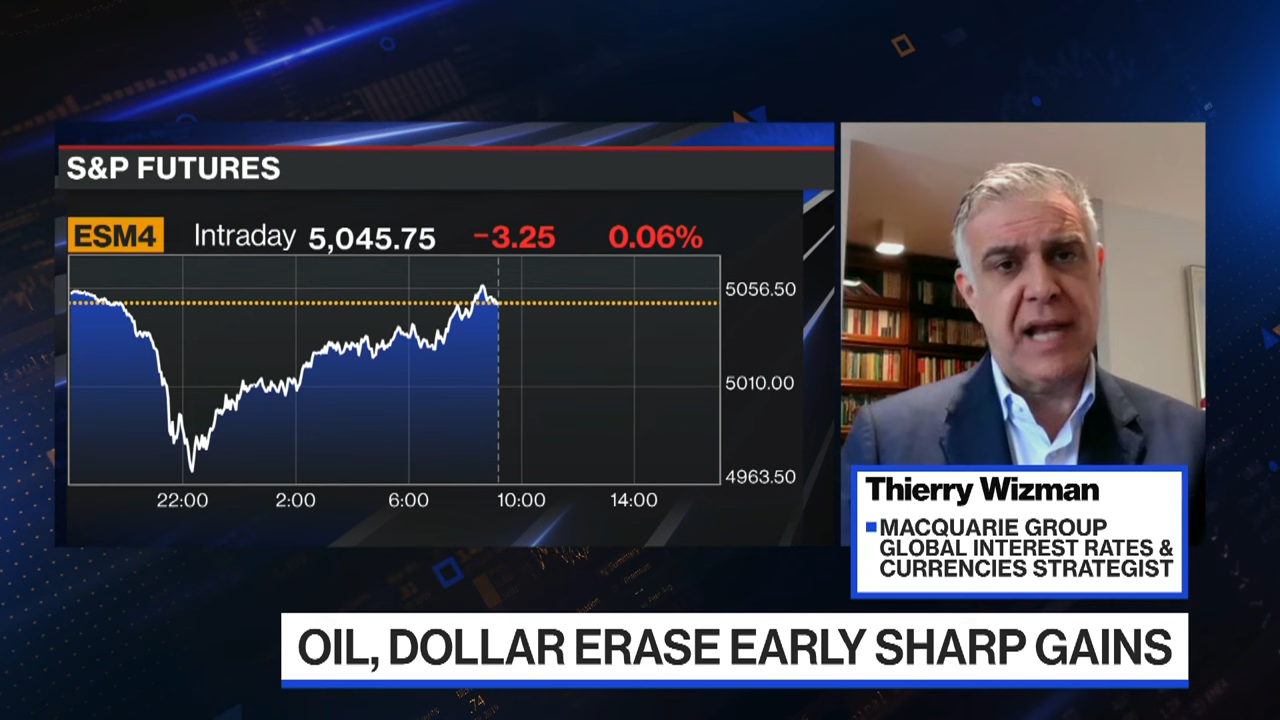 S&P FUTURES
ESM4 Intraday 5,045.75 −3.25 0.06%
5056.50
5010.00
4963.50
22:00 2:00 6:00 10:00 14:00
Thierry Wizman
MACQUARIE GROUP
GLOBAL INTEREST RATES &
CURRENCIES STRATEGIST
OIL, DOLLAR ERASE EARLY SHARP GAINS